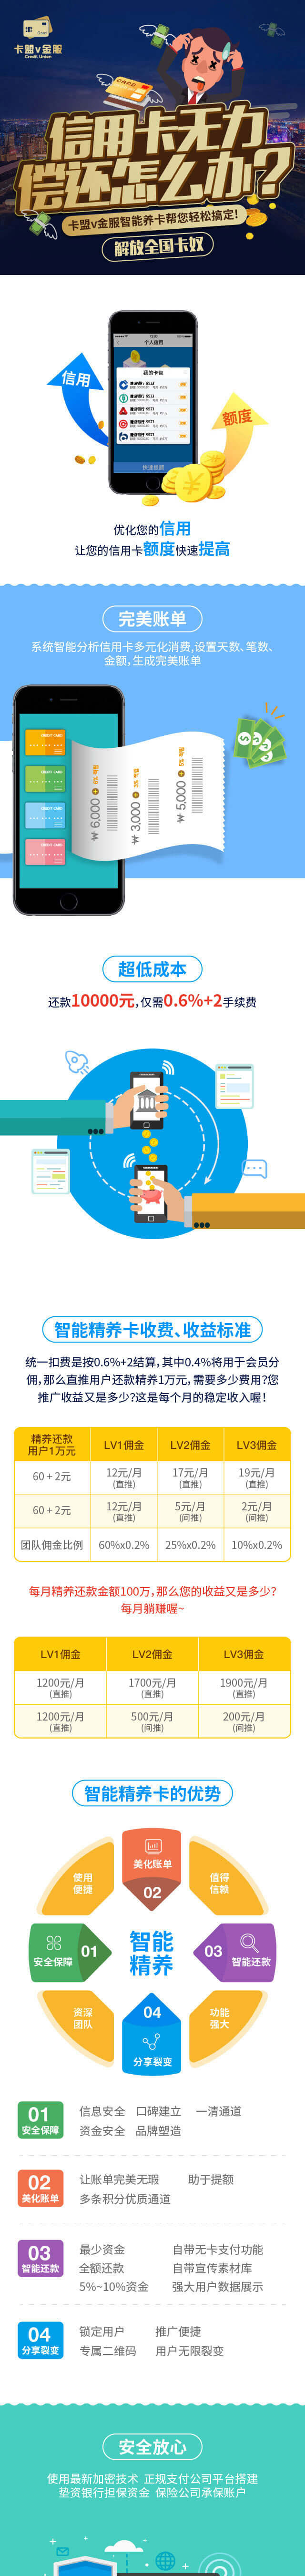 卡盟v金服
Credit Union
信用卡无力
偿还怎么办?
卡盟v金服智能养卡帮您轻松搞定!
解放全国卡奴
个人信用
我的卡包
信用
额度
快速提额
优化您的信用
让您的信用卡额度快速提高
完美账单
系统智能分析信用卡多元化消费,设置天数、笔数、
金额,生成完美账单
CREDIT CARD
CREDIT CARD
CREDIT CARD
CREDIT CARD
₩ 6,000
₩ 3,000
₩ 5,000
超低成本
还款10000元,仅需0.6%+2手续费
智能精养卡收费、收益标准
统一扣费是按0.6%+2结算,其中0.4%将用于会员分
佣,那么直推用户还款精养1万元,需要多少费用?您
推广收益又是多少?这是每个月的稳定收入喔!
精养还款
用户1万元 LV1佣金 LV2佣金 LV3佣金
60 + 2元 12元/月 17元/月 19元/月
(直推) (直推) (直推)
60 + 2元 12元/月 5元/月 2元/月
(直推) (间推) (间推)
团队佣金比例 60%x0.2% 25%x0.2% 10%x0.2%
每月精养还款金额100万,那么您的收益又是多少?
每月躺赚喔~
LV1佣金 LV2佣金 LV3佣金
1200元/月 1700元/月 1900元/月
(直推) (直推) (直推)
1200元/月 500元/月 200元/月
(直推) (间推) (间推)
智能精养卡的优势
美化账单
02
使用
便捷
值得
信赖
安全保障 01
智能
精养
03 智能还款
资深
团队
功能
强大
04
分享裂变
01
安全保障
信息安全 口碑建立 一清通道
资金安全 品牌塑造
02
美化账单
让账单完美无瑕 助于提额
多条积分优质通道
03
智能还款
最少资金 自带无卡支付功能
全额还款 自带宣传素材库
5%~10%资金 强大用户数据展示
04
分享裂变
锁定用户 推广便捷
专属二维码 用户无限裂变
安全放心
使用最新加密技术 正规支付公司平台搭建
垫资银行担保资金 保险公司承保账户